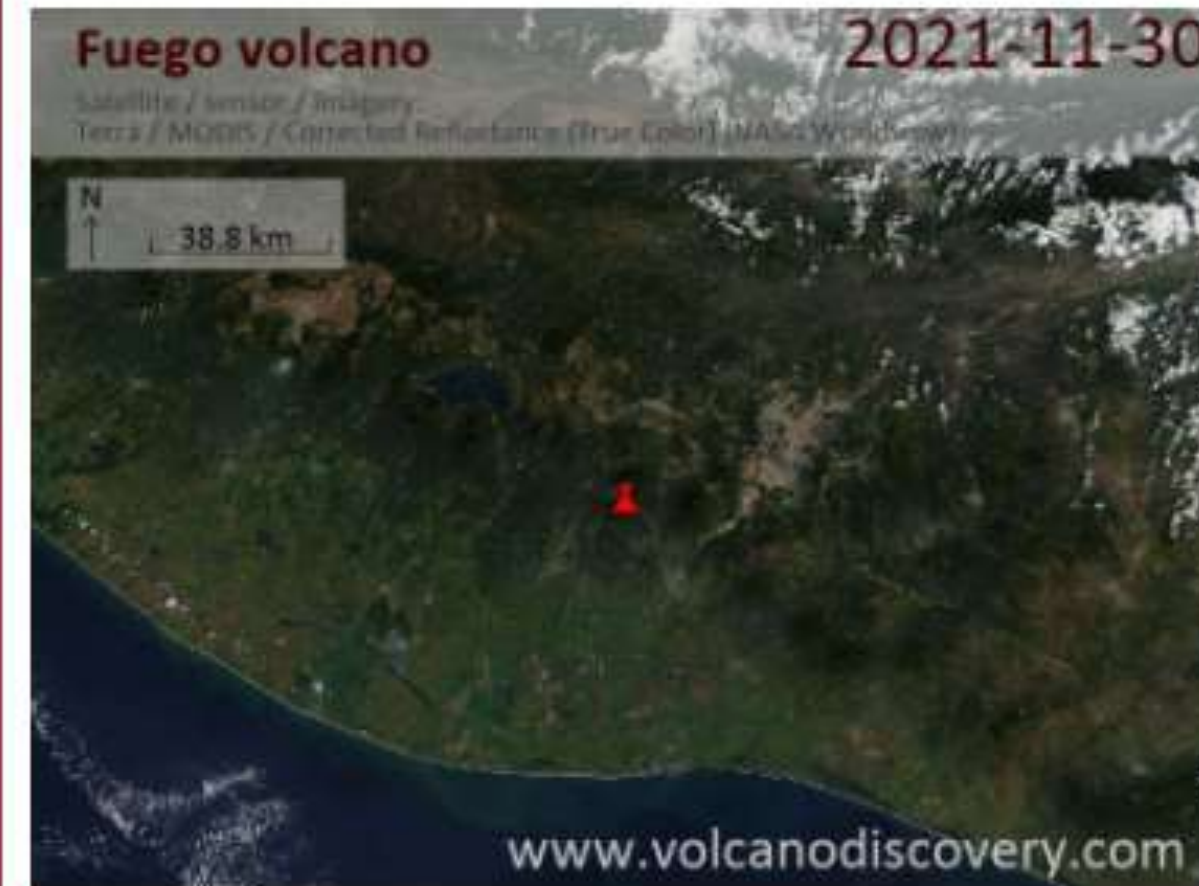 Fuego volcano
2021-11-30
Satellite / sensor / imagery:
Terra / MODIS / Corrected Reflectance (True Color) (NASA Worldview)
N
38.8 km
www.volcanodiscovery.com